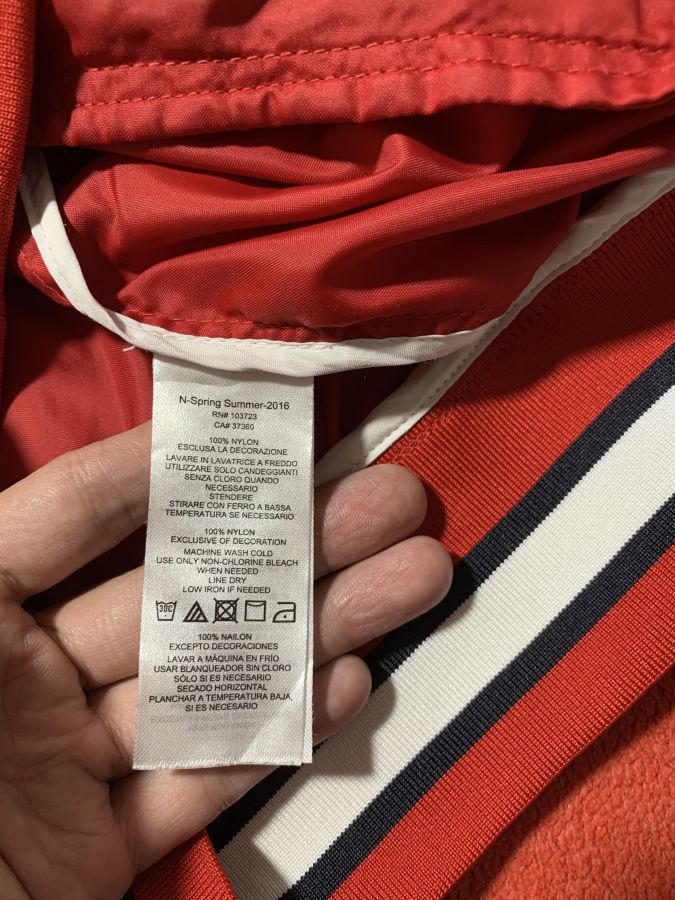 N-Spring Summer-2016
RN# 103723
CA# 37360
100% NYLON
ESCLUSA LA DECORAZIONE
LAVARE IN LAVATRICE A FREDDO
UTILIZZARE SOLO CANDEGGIANTI
SENZA CLORO QUANDO
NECESSARIO
STENDERE
STIRARE CON FERRO A BASSA
TEMPERATURA SE NECESSARIO
100% NYLON
EXCLUSIVE OF DECORATION
MACHINE WASH COLD
USE ONLY NON-CHLORINE BLEACH
WHEN NEEDED
LINE DRY
LOW IRON IF NEEDED
30C
100% NAILON
EXCEPTO DECORACIONES
LAVAR A MÁQUINA EN FRÍO
USAR BLANQUEADOR SIN CLORO
SÓLO SI ES NECESARIO
SECADO HORIZONTAL
PLANCHAR A TEMPERATURA BAJA,
SI ES NECESARIO